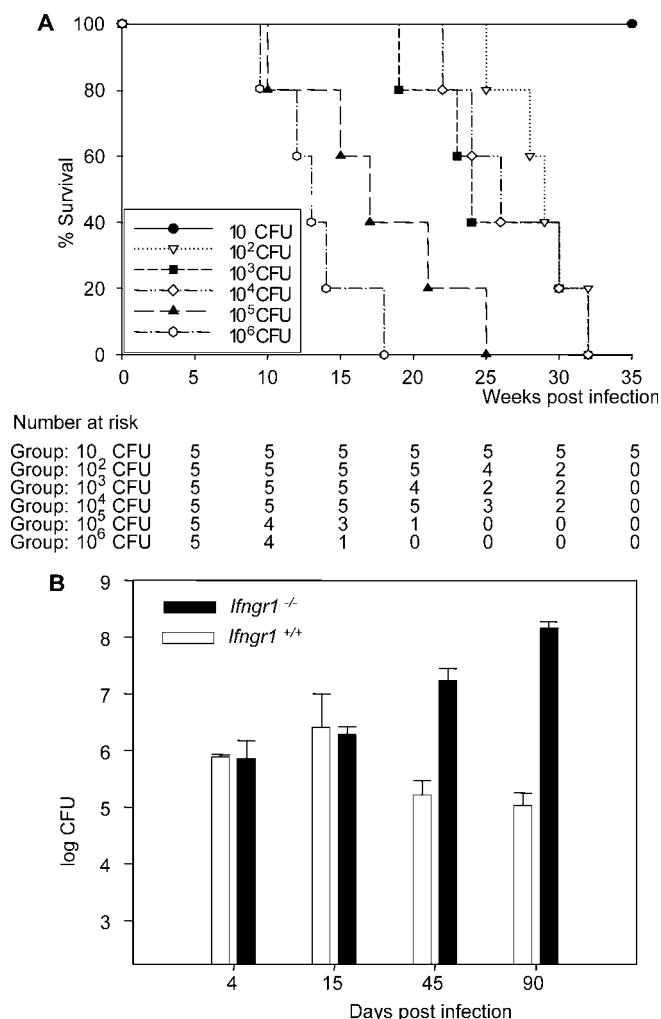 A
100
80
60
40
20
0
% Survival
10 CFU
10²CFU
10³CFU
10⁴CFU
10⁵CFU
10⁶CFU
0 5 10 15 20 25 30 35
Weeks post infection
Number at risk
Group: 10 CFU 5 5 5 5 5 5 5
Group: 10² CFU 5 5 5 5 4 2 0
Group: 10³ CFU 5 5 5 4 2 2 0
Group: 10⁴ CFU 5 5 5 5 3 2 0
Group: 10⁵ CFU 5 4 3 1 0 0 0
Group: 10⁶ CFU 5 4 1 0 0 0 0
B
9
8
7
6
5
4
3
log CFU
Ifngr1 -/-
Ifngr1 +/+
4 15 45 90
Days post infection